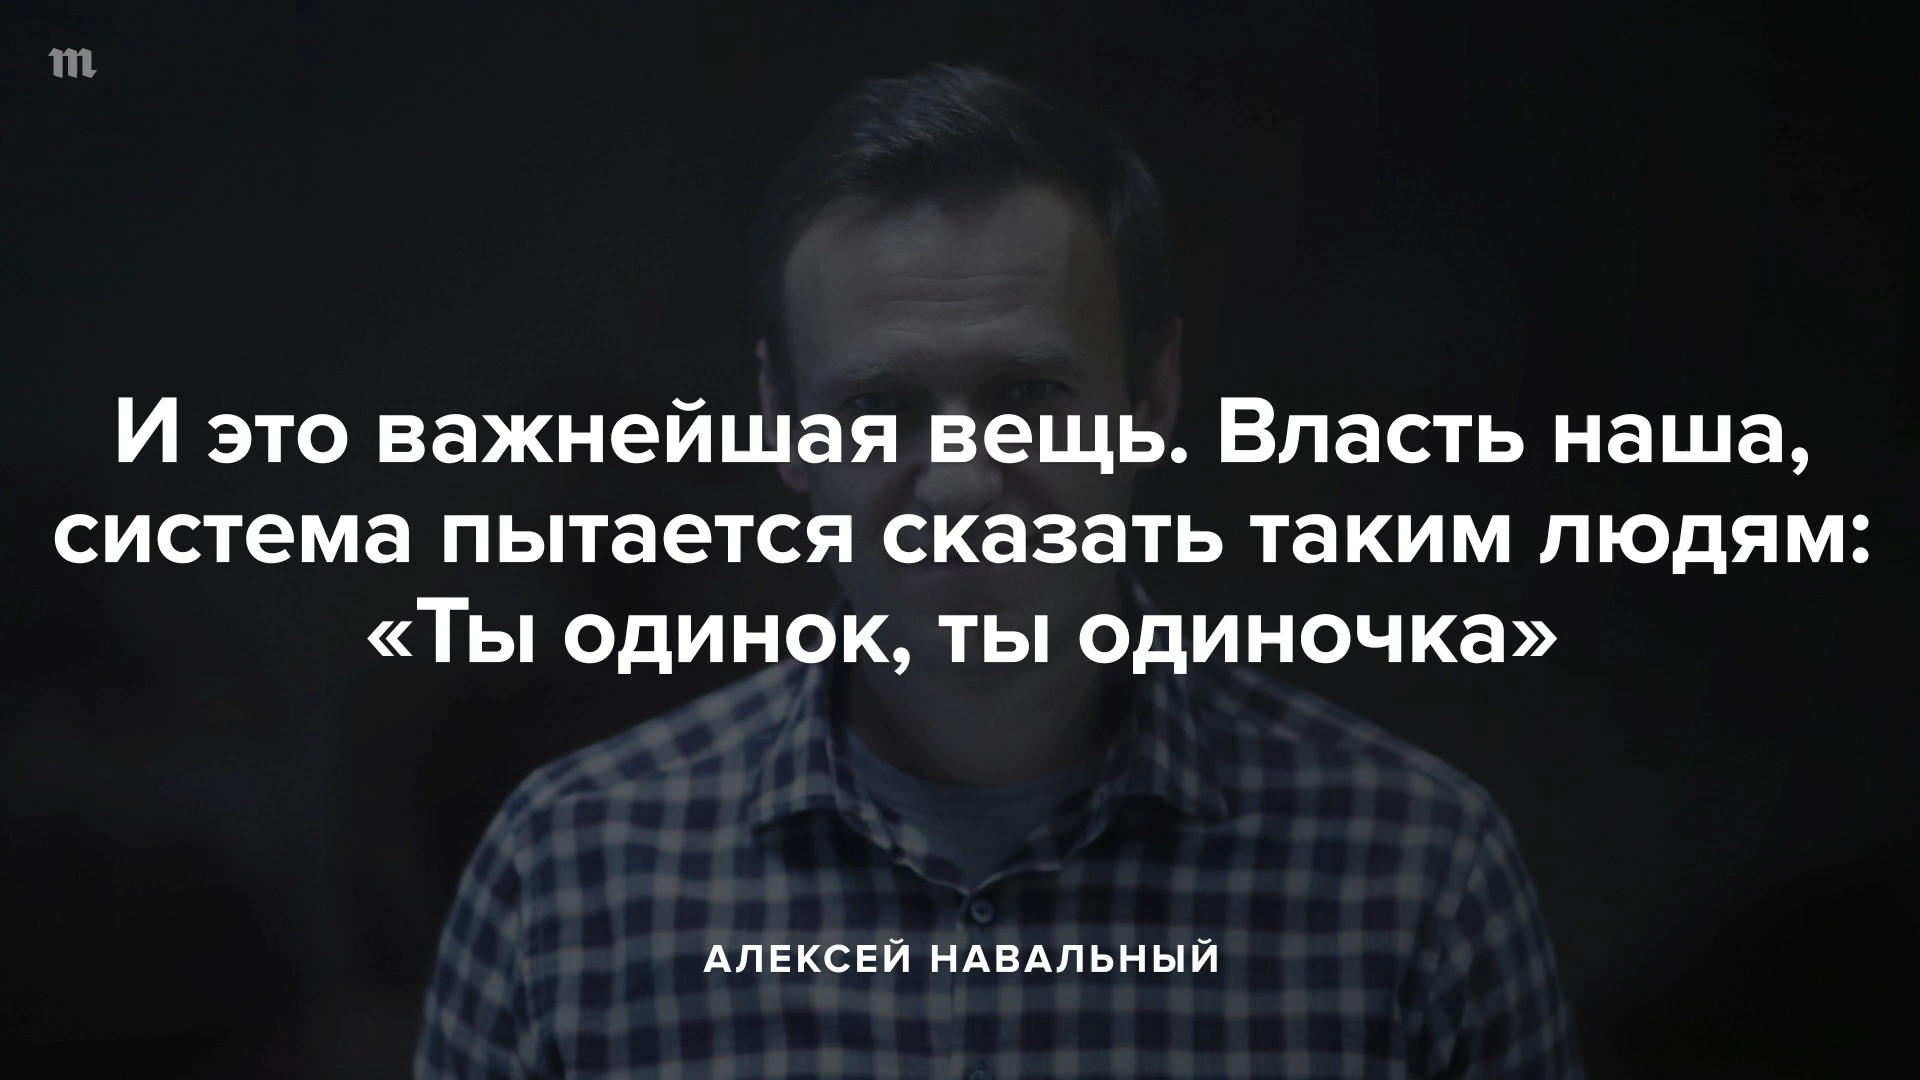 m
И это важнейшая вещь. Власть наша,
система пытается сказать таким людям:
«Ты одинок, ты одиночка»
АЛЕКСЕЙ НАВАЛЬНЫЙ